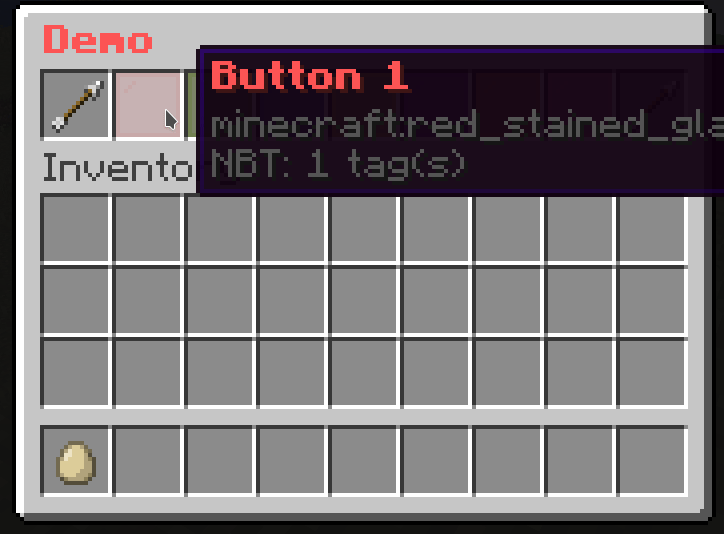 Demo
Button 1
minecraft:red_stained_gla
Invento
NBT: 1 tag(s)